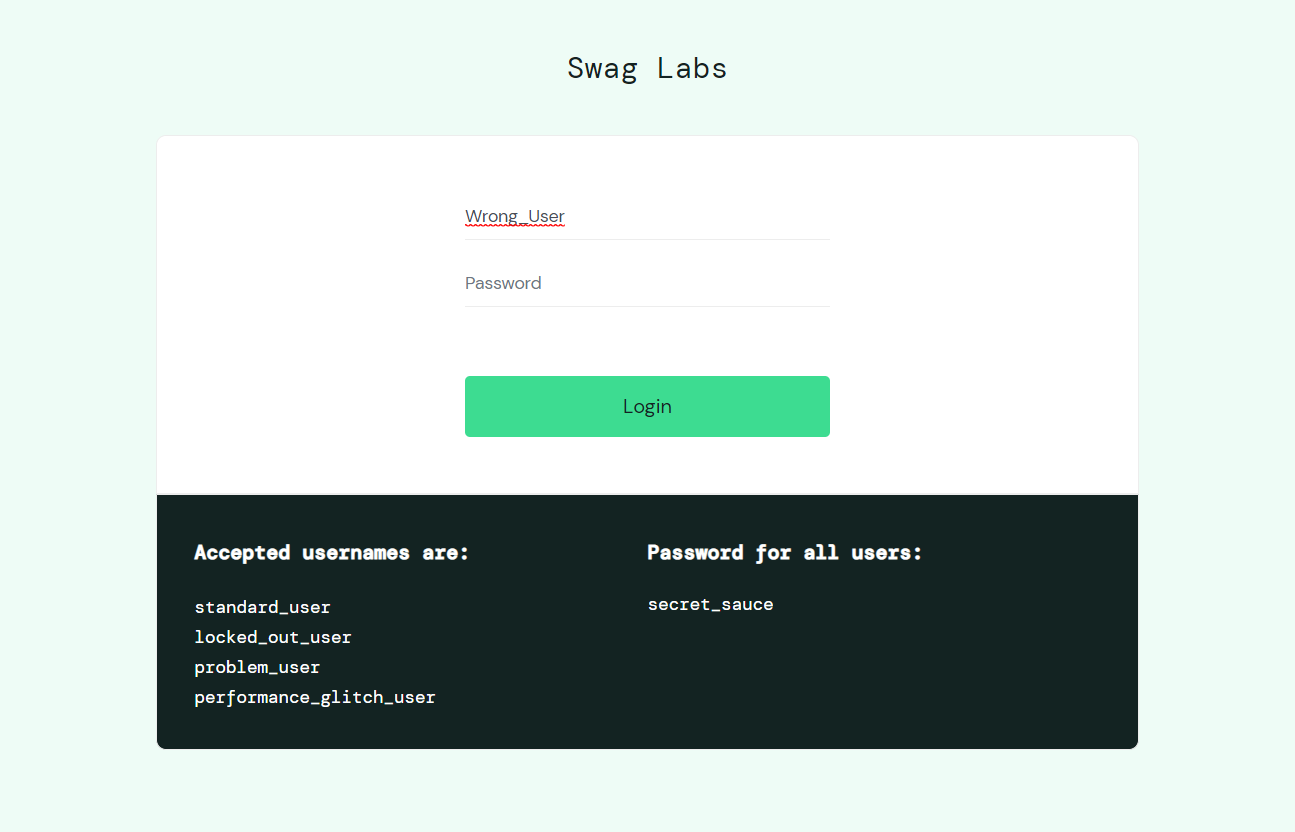 Swag Labs
Wrong_User
Password
Login
Accepted usernames are:
standard_user
locked_out_user
problem_user
performance_glitch_user
Password for all users:
secret_sauce